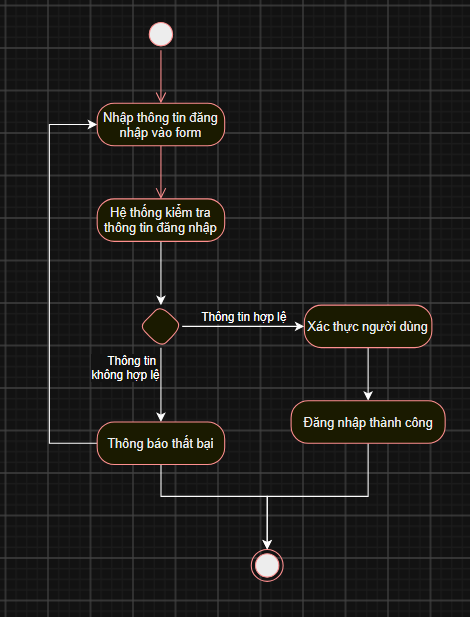 Nhập thông tin đăng
nhập vào form
Hệ thống kiểm tra
thông tin đăng nhập
Thông tin hợp lệ
Xác thực người dùng
Thông tin
không hợp lệ
Thông báo thất bại
Đăng nhập thành công